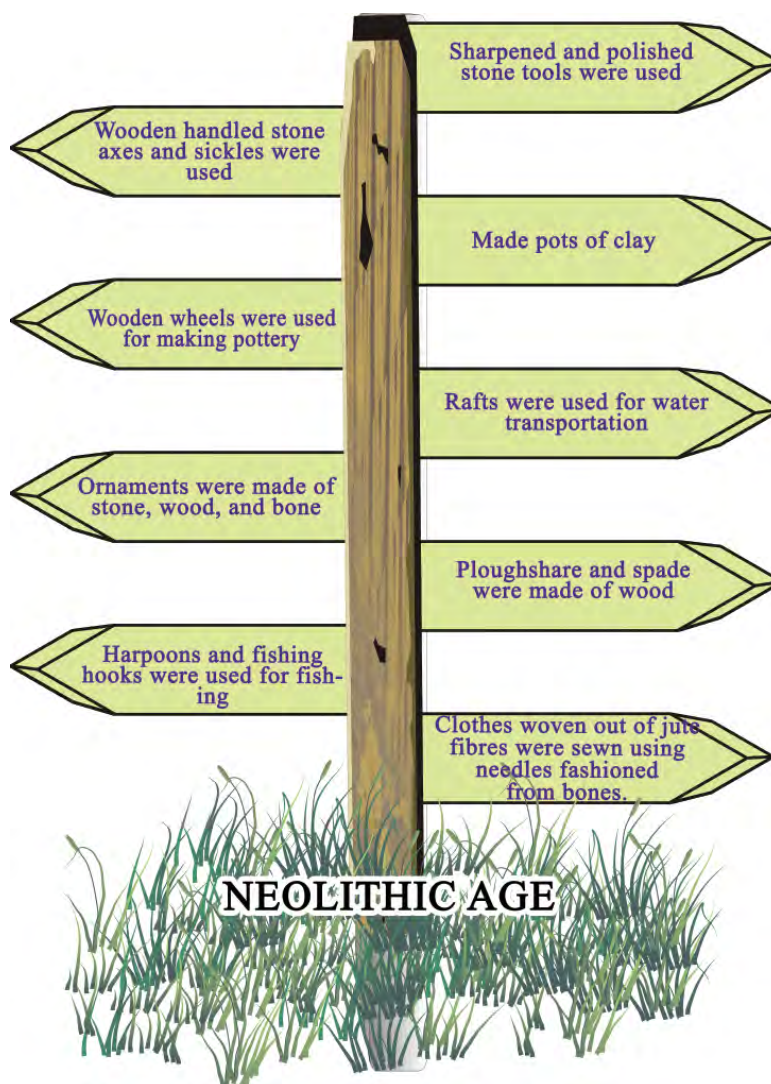 Sharpened and polished
stone tools were used
Wooden handled stone
axes and sickles were
used
Made pots of clay
Wooden wheels were used
for making pottery
Rafts were used for water
transportation
Ornaments were made of
stone, wood, and bone
Ploughshare and spade
were made of wood
Harpoons and fishing
hooks were used for fish-
ing
Clothes woven out of jute
fibres were sewn using
needles fashioned
from bones.
NEOLITHIC AGE